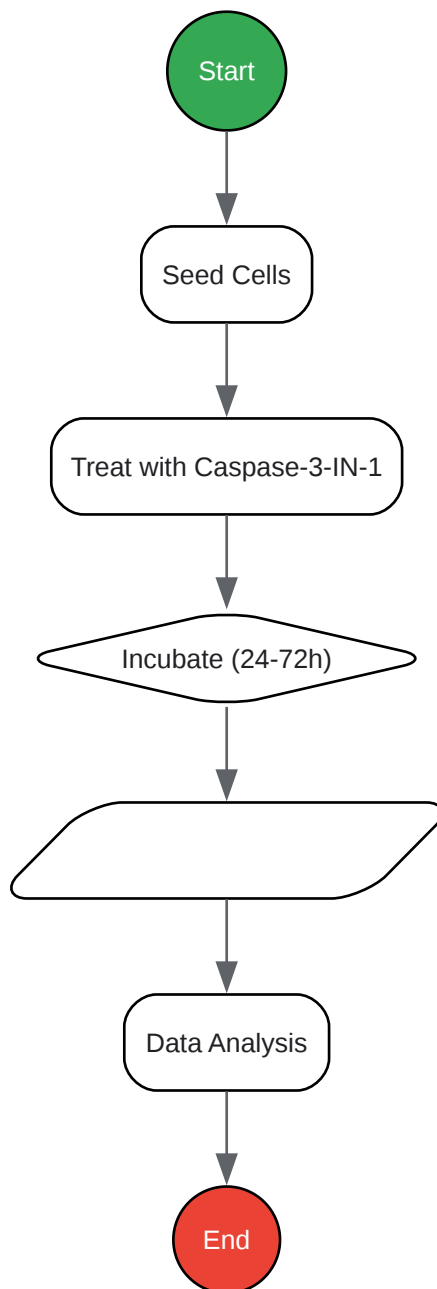 Start
Seed Cells
Treat with Caspase-3-IN-1
Incubate (24-72h)
Data Analysis
End